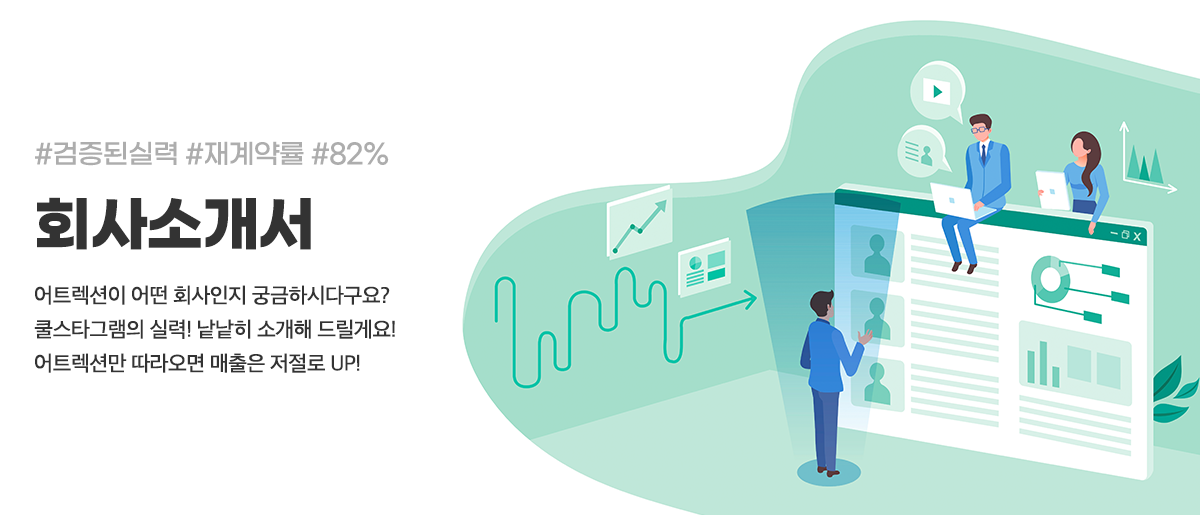 #검증된실력 #재계약률 #82%
회사소개서
어트렉션이 어떤 회사인지 궁금하시다구요?
쿨스타그램의 실력! 낱낱히 소개해 드릴게요!
어트렉션만 따라오면 매출은 저절로 UP!